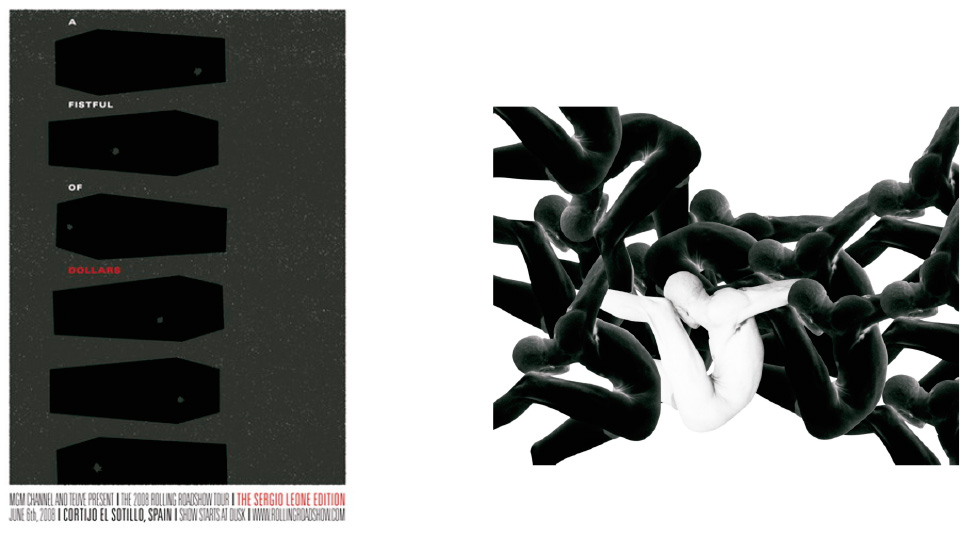 A
FISTFUL
OF
DOLLARS
MGM CHANNEL AND TELVE PRESENT I THE 2008 ROLLING ROADSHOW TOUR I THE SERGIO LEONE EDITION
JUNE 6th, 2008 I CORTIJO EL SOTILLO, SPAIN I SHOW STARTS AT DUSK I WWW.ROLLINGROADSHOW.COM